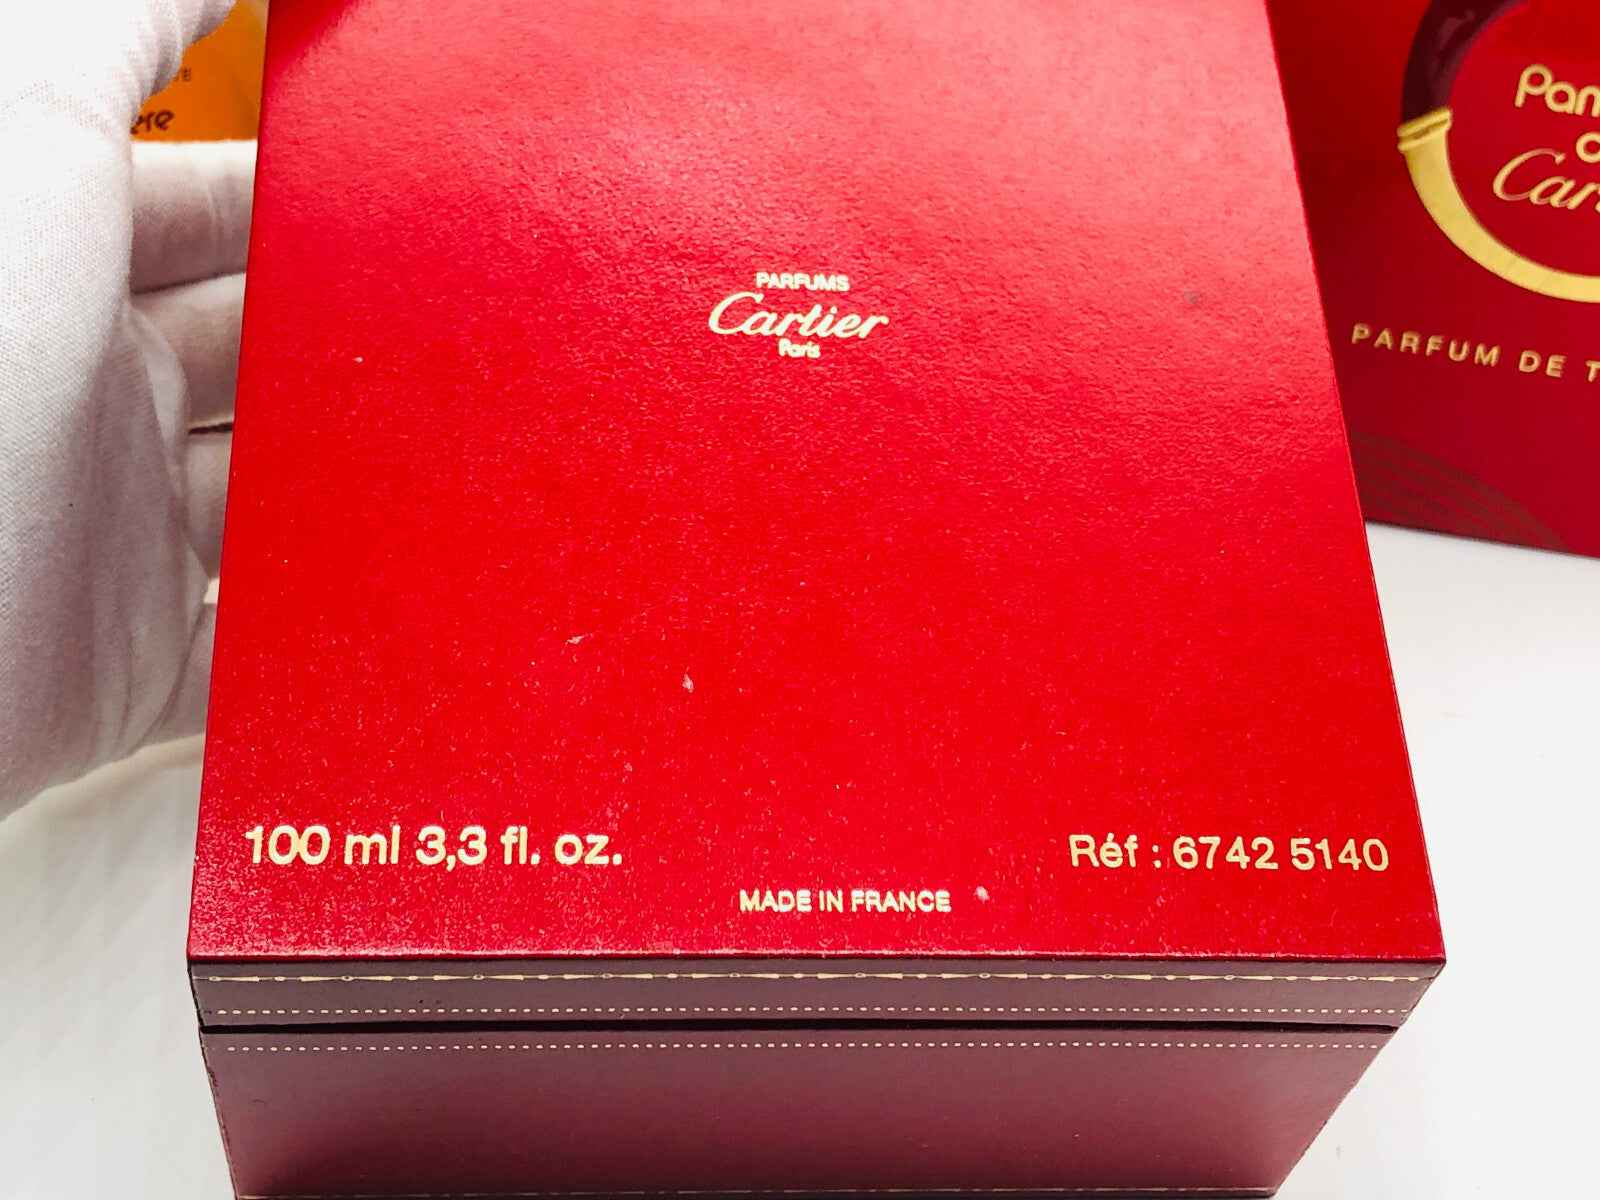 PARFUMS
Cartier
Paris
100 ml 3,3 fl. oz.
Réf : 6742 5140
MADE IN FRANCE
PARFUM DE